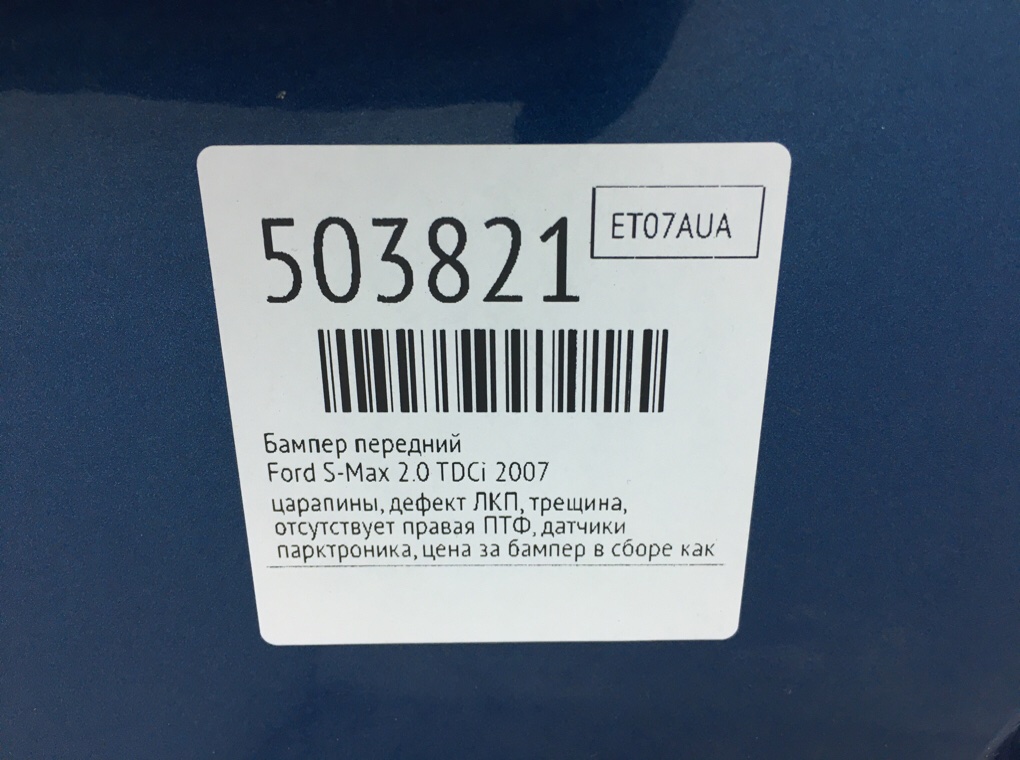 503821
ET07AUA
Бампер передний
Ford S-Max 2.0 TDCi 2007
царапины, дефект ЛКП, трещина,
отсутствует правая ПТФ, датчики
парктроника, цена за бампер в сборе как